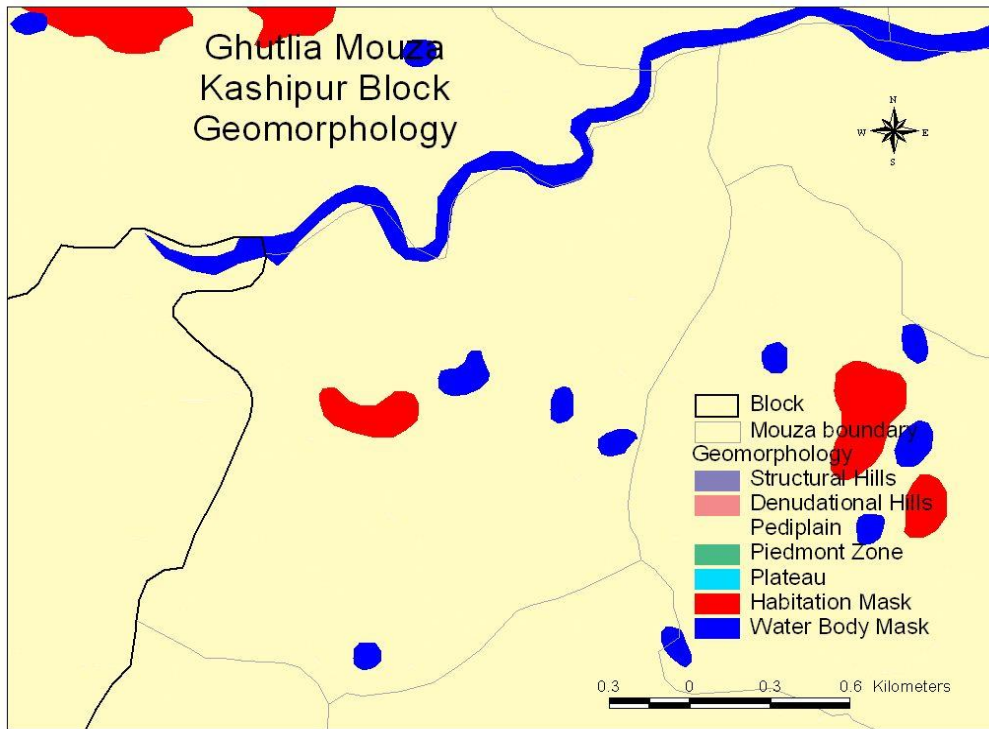 Ghutlia Mouza
Kashipur Block
Geomorphology
N
W E
S
Block
Mouza boundary
Geomorphology
Structural Hills
Denudational Hills
Pediplain
Piedmont Zone
Plateau
Habitation Mask
Water Body Mask
0.3 0 0.3 0.6 Kilometers